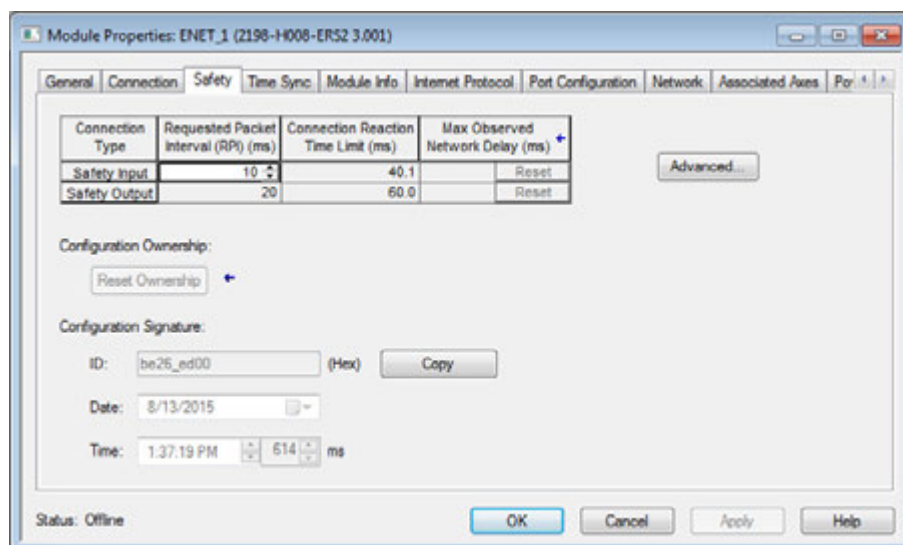 Module Properties: ENET_1 (2198-H008-ERS2 3.001)
General Connection Safety Time Sync Module Info Internet Protocol Port Configuration Network Associated Axes
Connection Type Requested Packet Interval (RPI) (ms) Connection Reaction Time Limit (ms) Max Observed Network Delay (ms)
Safety Input 10 40.1 Reset
Safety Output 20 60.0 Reset
Advanced...
Configuration Ownership:
Reset Ownership
Configuration Signature:
ID: be26_ed00 (Hex) Copy
Date: 8/13/2015
Time: 1:37:19 PM 614 ms
Status: Offline OK Cancel Apply Help